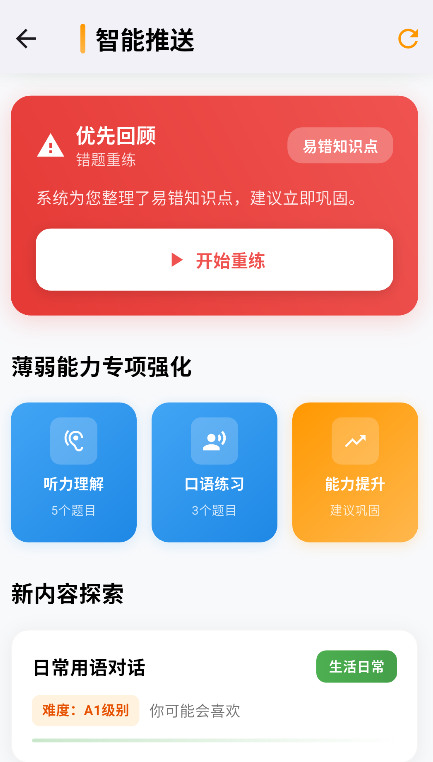 智能推送
优先回顾
错题重练
易错知识点
系统为您整理了易错知识点，建议立即巩固。
开始重练
薄弱能力专项强化
听力理解
5个题目
口语练习
3个题目
能力提升
建议巩固
新内容探索
日常用语对话
生活日常
难度：A1级别
你可能会喜欢